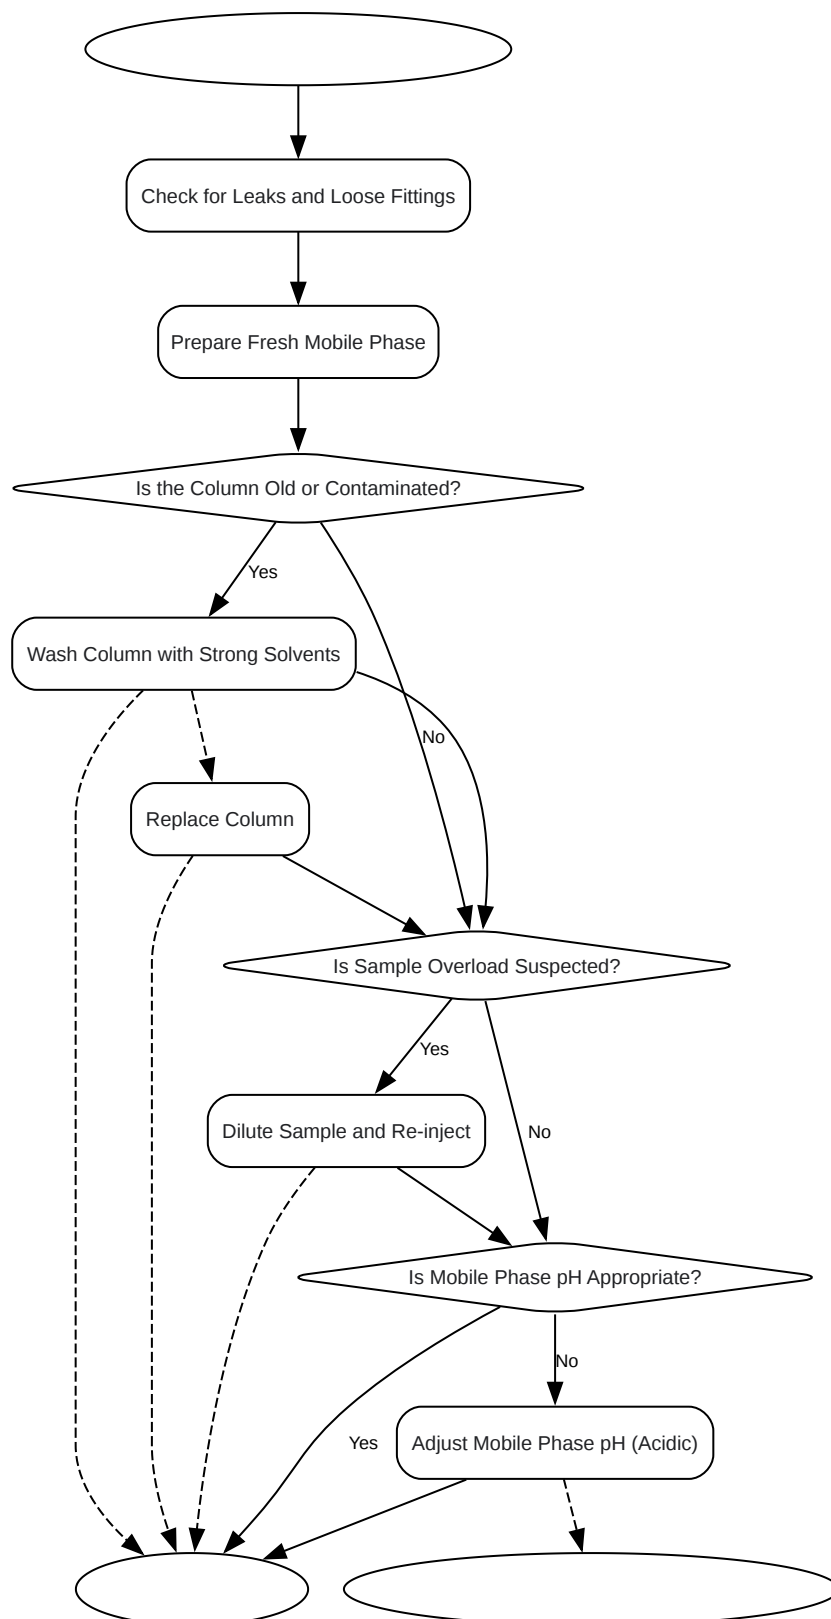 Check for Leaks and Loose Fittings
Prepare Fresh Mobile Phase
Is the Column Old or Contaminated?
Yes
Wash Column with Strong Solvents
No
Replace Column
Is Sample Overload Suspected?
Yes
Dilute Sample and Re-inject
No
Is Mobile Phase pH Appropriate?
No
Yes
Adjust Mobile Phase pH (Acidic)